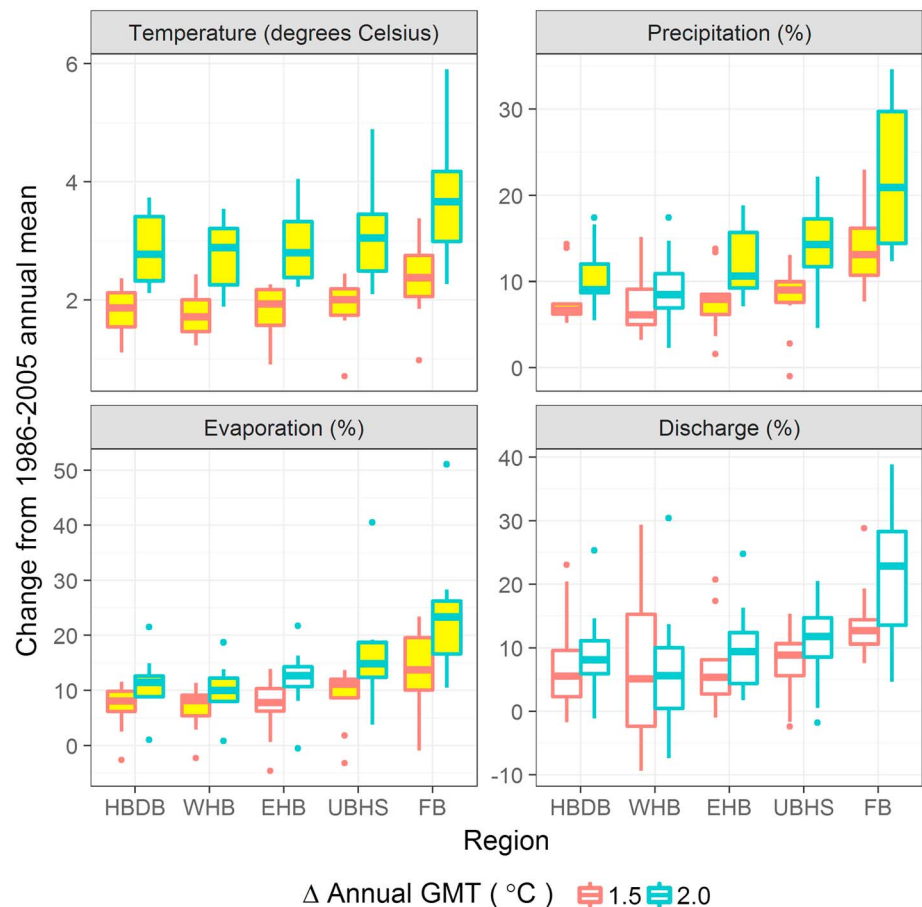 Temperature (degrees Celsius)
Precipitation (%)
6
4
2
30
20
10
0
Change from 1986-2005 annual mean
Evaporation (%)
Discharge (%)
50
40
30
20
10
0
40
30
20
10
0
-10
HBDB WHB EHB UBHS FB
HBDB WHB EHB UBHS FB
Region
Δ Annual GMT ( °C) 1.5 2.0